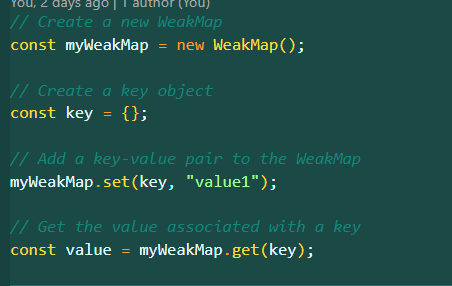 You, 2 days ago | 1 author (You)
// Create a new WeakMap
const myWeakMap = new WeakMap();
// Create a key object
const key = {};
// Add a key-value pair to the WeakMap
myWeakMap.set(key, "value1");
// Get the value associated with a key
const value = myWeakMap.get(key);